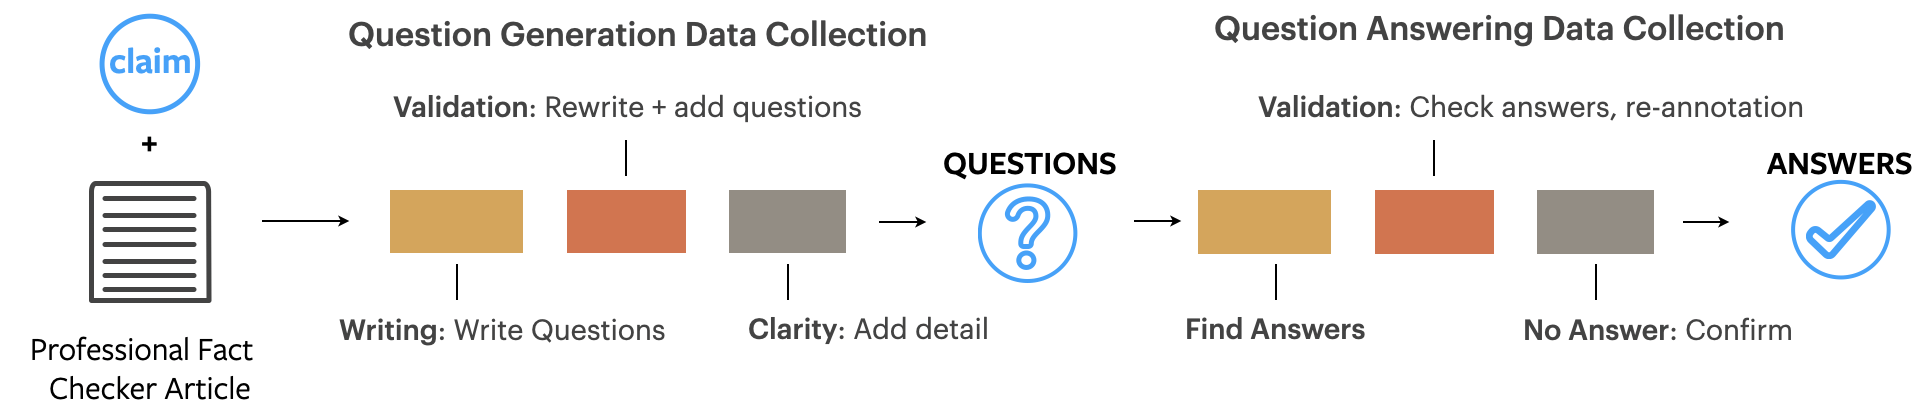 claim
+
Professional Fact
Checker Article
Question Generation Data Collection
Validation: Rewrite + add questions
Writing: Write Questions
Clarity: Add detail
QUESTIONS
?
Question Answering Data Collection
Validation: Check answers, re-annotation
Find Answers
No Answer: Confirm
ANSWERS